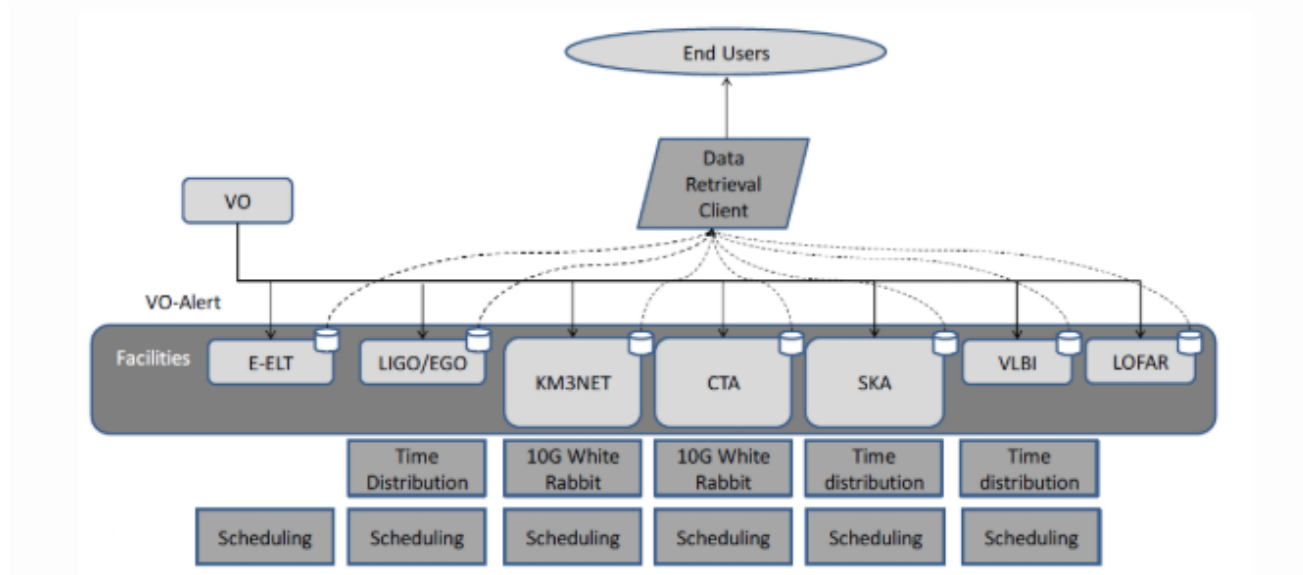 End Users
Data
Retrieval
Client
VO
VO-Alert
Facilities
E-ELT
LIGO/EGO
KM3NET
CTA
SKA
VLBI
LOFAR
Time
Distribution
10G White
Rabbit
10G White
Rabbit
Time
distribution
Time
distribution
Scheduling
Scheduling
Scheduling
Scheduling
Scheduling
Scheduling